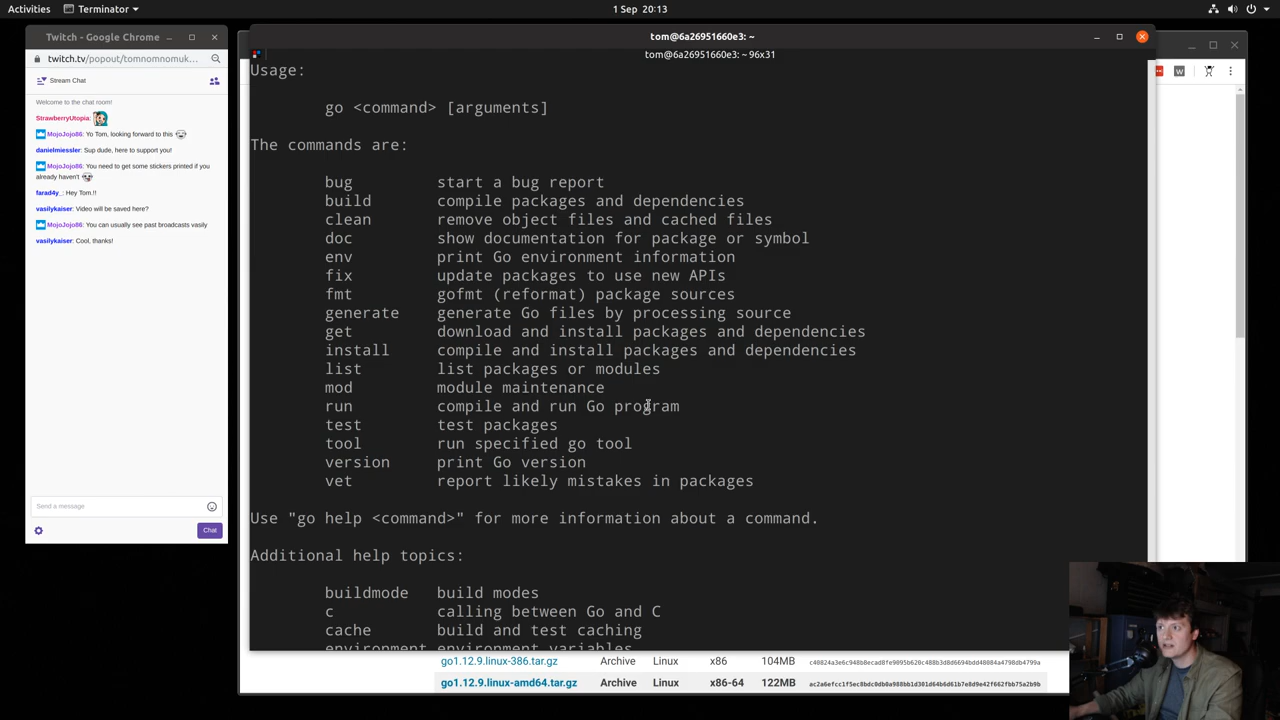 Activities
Terminator
1 Sep 20:13
Twitch - Google Chrome
twitch.tv/popout/tomnomnomuk...
Stream Chat
Welcome to the chat room!
StrawberryUtopia:
MojoJojo86: Yo Tom, looking forward to this
danielmiessler: Sup dude, here to support you!
MojoJojo86: You need to get some stickers printed if you
already haven't
farad4y_: Hey Tom.!!
vasilykaiser: Video will be saved here?
MojoJojo86: You can usually see past broadcasts vasily
vasilykaiser: Cool, thanks!
Send a message
Chat
tom@6a26951660e3: ~
tom@6a26951660e3: ~ 96x31
Usage:
go <command> [arguments]
The commands are:
bug start a bug report
build compile packages and dependencies
clean remove object files and cached files
doc show documentation for package or symbol
env print Go environment information
fix update packages to use new APIs
fmt gofmt (reformat) package sources
generate generate Go files by processing source
get download and install packages and dependencies
install compile and install packages and dependencies
list list packages or modules
mod module maintenance
run compile and run Go program
test test packages
tool run specified go tool
version print Go version
vet report likely mistakes in packages
Use "go help <command>" for more information about a command.
Additional help topics:
buildmode build modes
c calling between Go and C
cache build and test caching
environment environment variables
go1.12.9.linux-386.tar.gz Archive Linux x86 104MB
go1.12.9.linux-amd64.tar.gz Archive Linux x86-64 122MB